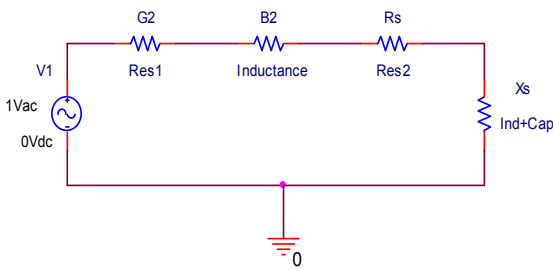 G2
B2
Rs
V1
Res1
Inductance
Res2
Xs
1Vac
Ind+Cap
0Vdc
0